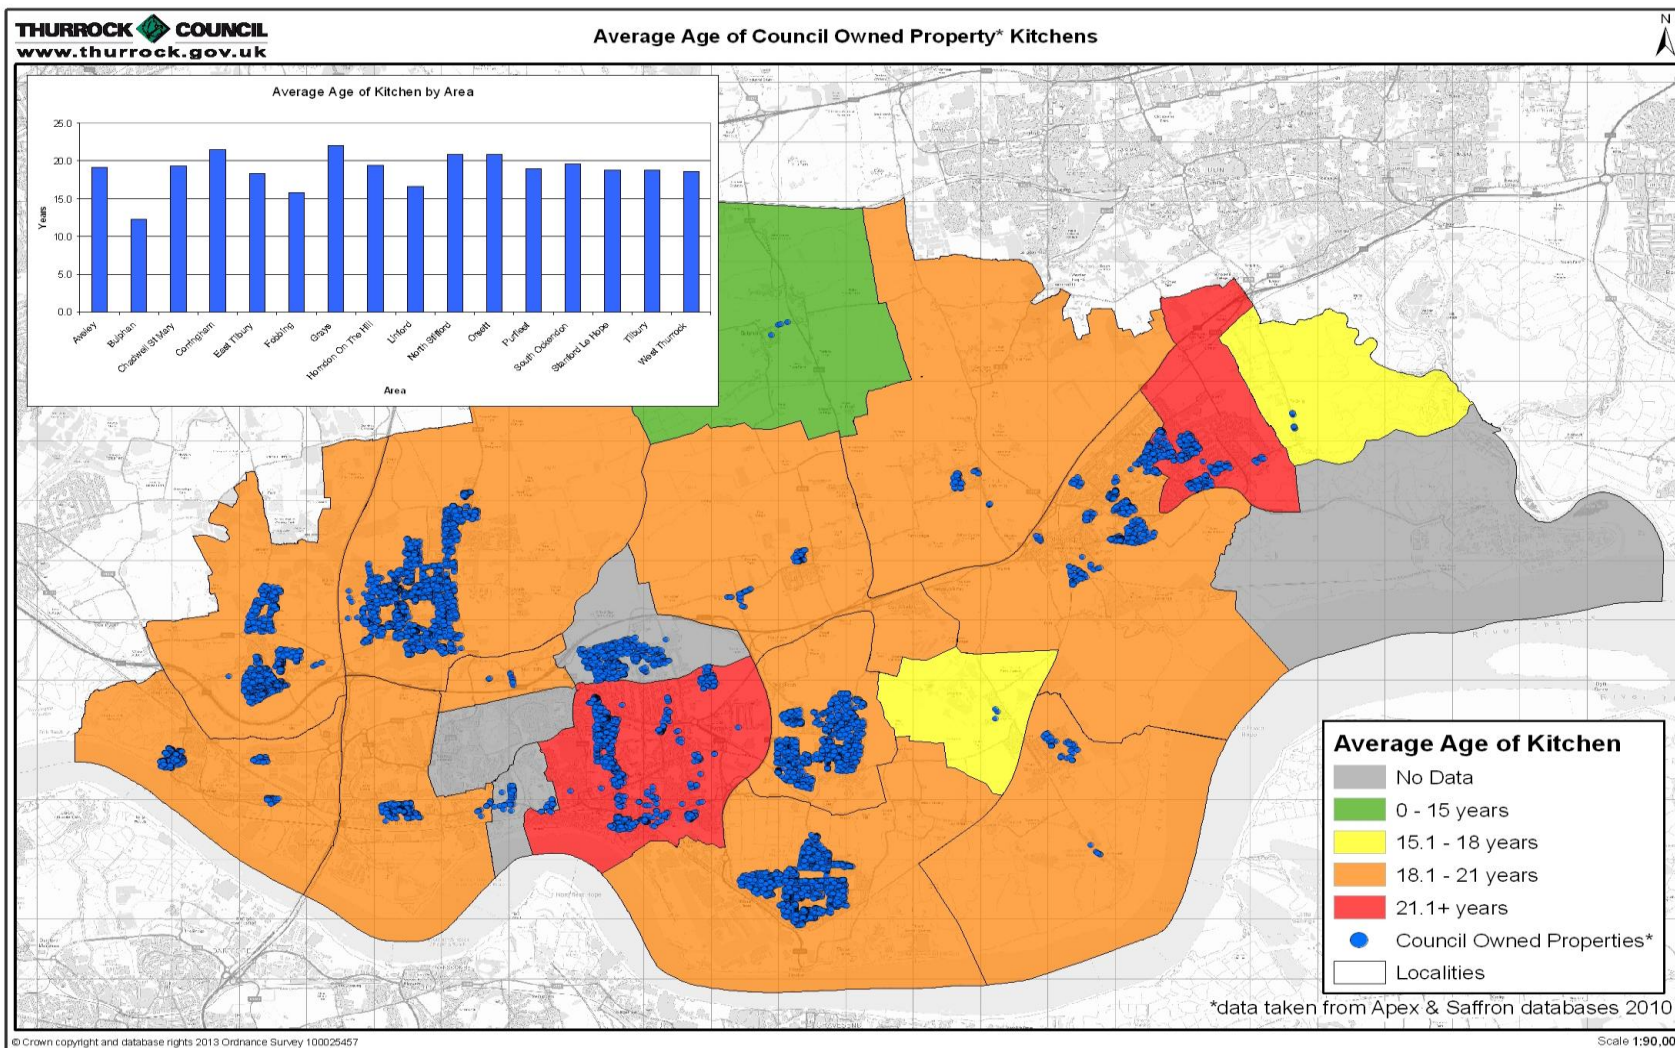 THURROCK COUNCIL
www.thurrock.gov.uk
Average Age of Council Owned Property* Kitchens
N
Average Age of Kitchen by Area
25.0
20.0
15.0
10.0
5.0
0.0
Years
Aveley
Bulphan
Chadwell St Mary
Corringham
East Tilbury
Fobbing
Grays
Horndon On The Hill
Linford
North Stifford
Orsett
Purfleet
South Ockendon
Stanford Le Hope
Tilbury
West Thurrock
Area
Average Age of Kitchen
No Data
0 - 15 years
15.1 - 18 years
18.1 - 21 years
21.1+ years
Council Owned Properties*
Localities
*data taken from Apex & Saffron databases 2010
© Crown copyright and database rights 2013 Ordnance Survey 100025457
Scale 1:90,00